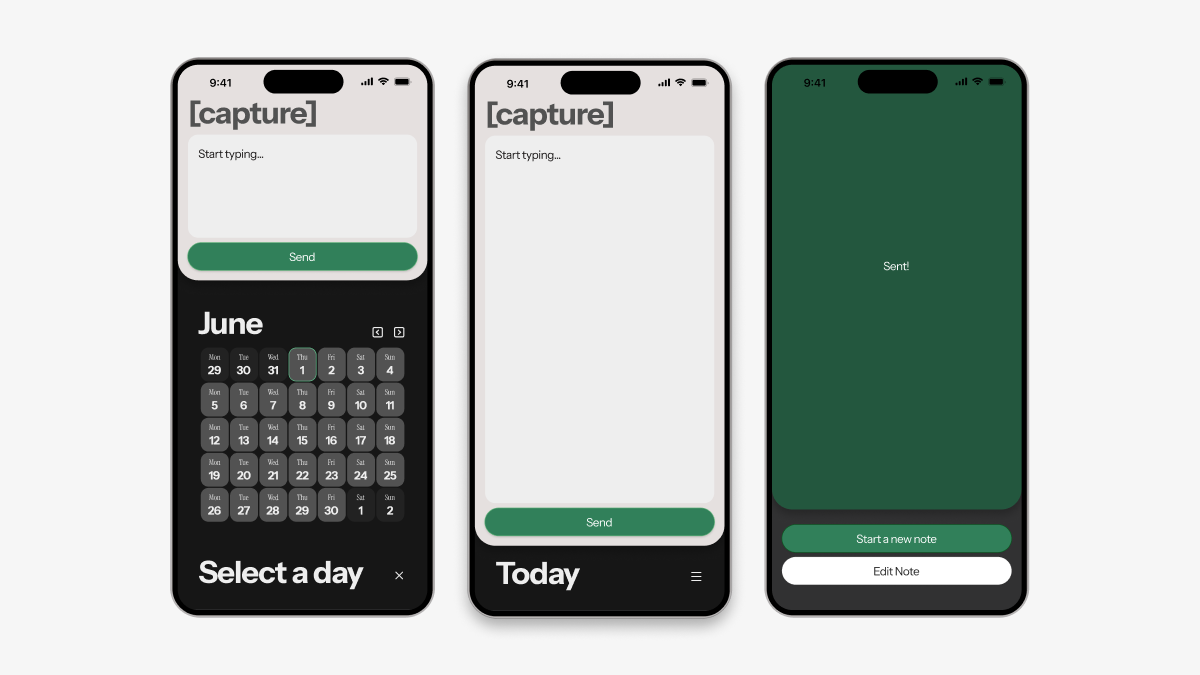 9:41
[capture]
Start typing...
Send
June
Mon Tue Wed Thu Fri Sat Sun
29 30 31 1 2 3 4
Mon Tue Wed Thu Fri Sat Sun
5 6 7 8 9 10 11
Mon Tue Wed Thu Fri Sat Sun
12 13 14 15 16 17 18
Mon Tue Wed Thu Fri Sat Sun
19 20 21 22 23 24 25
Mon Tue Wed Thu Fri Sat Sun
26 27 28 29 30 1 2
Select a day
9:41
[capture]
Start typing...
Send
Today
9:41
Sent!
Start a new note
Edit Note